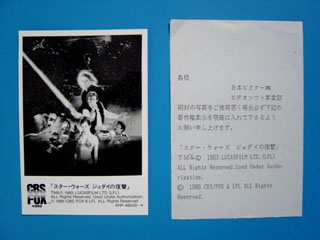 CBS
FOX
VIDEO
「スター・ウォーズ ジェダイの復讐」
TM& © 1983 LUCASFILM LTD. (LFL)
ALL Rights Reserved. Used Under Authorization.
© 1986 CBS/FOX & LFL ALL Rights Reserved.
各位
日本ビクター㈱
ビデオソフト事業部
同封の写真をご使用頂く場合必ず下記の
著作権表示を明確に入れて下さるよう
お願い申し上げます。
「スター・ウォーズ ジェダイの復讐」
TM&© 1983 LUCASFILM LTD.(LFL)
ALL Rights Reserved.Used Under Autho-
rization.
© 1986 CBS/FOX & LFL ALL Rights
Reserved.